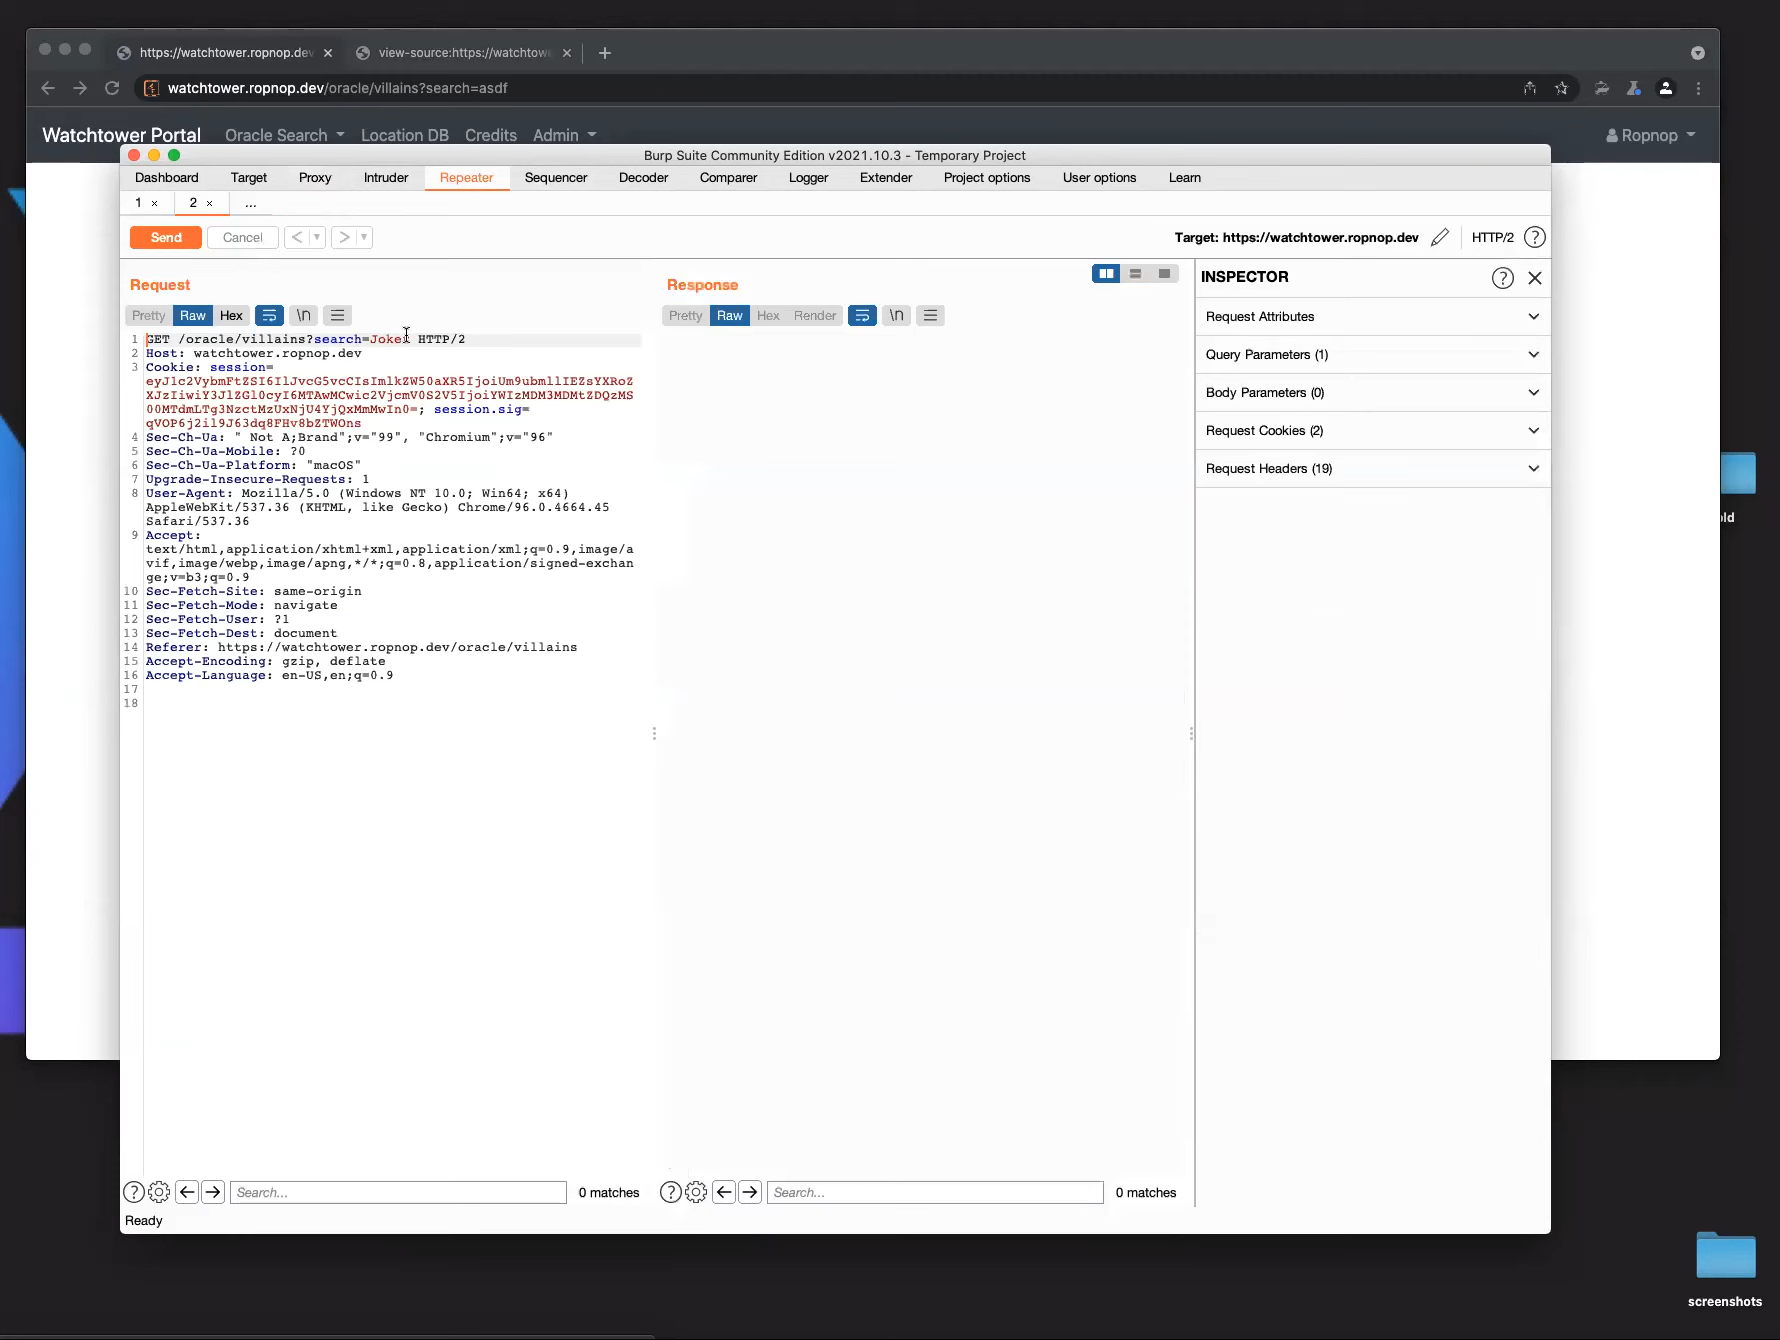 https://watchtower.ropnop.dev
view-source:https://watchtow
watchtower.ropnop.dev/oracle/villains?search=asdf
Watchtower Portal Oracle Search Location DB Credits Admin Ropnop
Burp Suite Community Edition v2021.10.3 - Temporary Project
Dashboard Target Proxy Intruder Repeater Sequencer Decoder Comparer Logger Extender Project options User options Learn
1 × 2 × ...
Send Cancel < > Target: https://watchtower.ropnop.dev HTTP/2 ?
Request
Pretty Raw Hex \n
1 GET /oracle/villains?search=Joker HTTP/2
2 Host: watchtower.ropnop.dev
3 Cookie: session=
4 Sec-Ch-Ua: " Not A;Brand";v="99", "Chromium";v="96"
5 Sec-Ch-Ua-Mobile: ?0
6 Sec-Ch-Ua-Platform: "macOS"
7 Upgrade-Insecure-Requests: 1
8 User-Agent: Mozilla/5.0 (Windows NT 10.0; Win64; x64)
AppleWebKit/537.36 (KHTML, like Gecko) Chrome/96.0.4664.45
Safari/537.36
9 Accept:
text/html,application/xhtml+xml,application/xml;q=0.9,image/a
vif,image/webp,image/apng,*/*;q=0.8,application/signed-exchan
ge;v=b3;q=0.9
10 Sec-Fetch-Site: same-origin
11 Sec-Fetch-Mode: navigate
12 Sec-Fetch-User: ?1
13 Sec-Fetch-Dest: document
14 Referer: https://watchtower.ropnop.dev/oracle/villains
15 Accept-Encoding: gzip, deflate
16 Accept-Language: en-US,en;q=0.9
17
18
Response
Pretty Raw Hex Render \n
INSPECTOR ?
Request Attributes
Query Parameters (1)
Body Parameters (0)
Request Cookies (2)
Request Headers (19)
? Search... 0 matches
? Search... 0 matches
Ready
old
screenshots